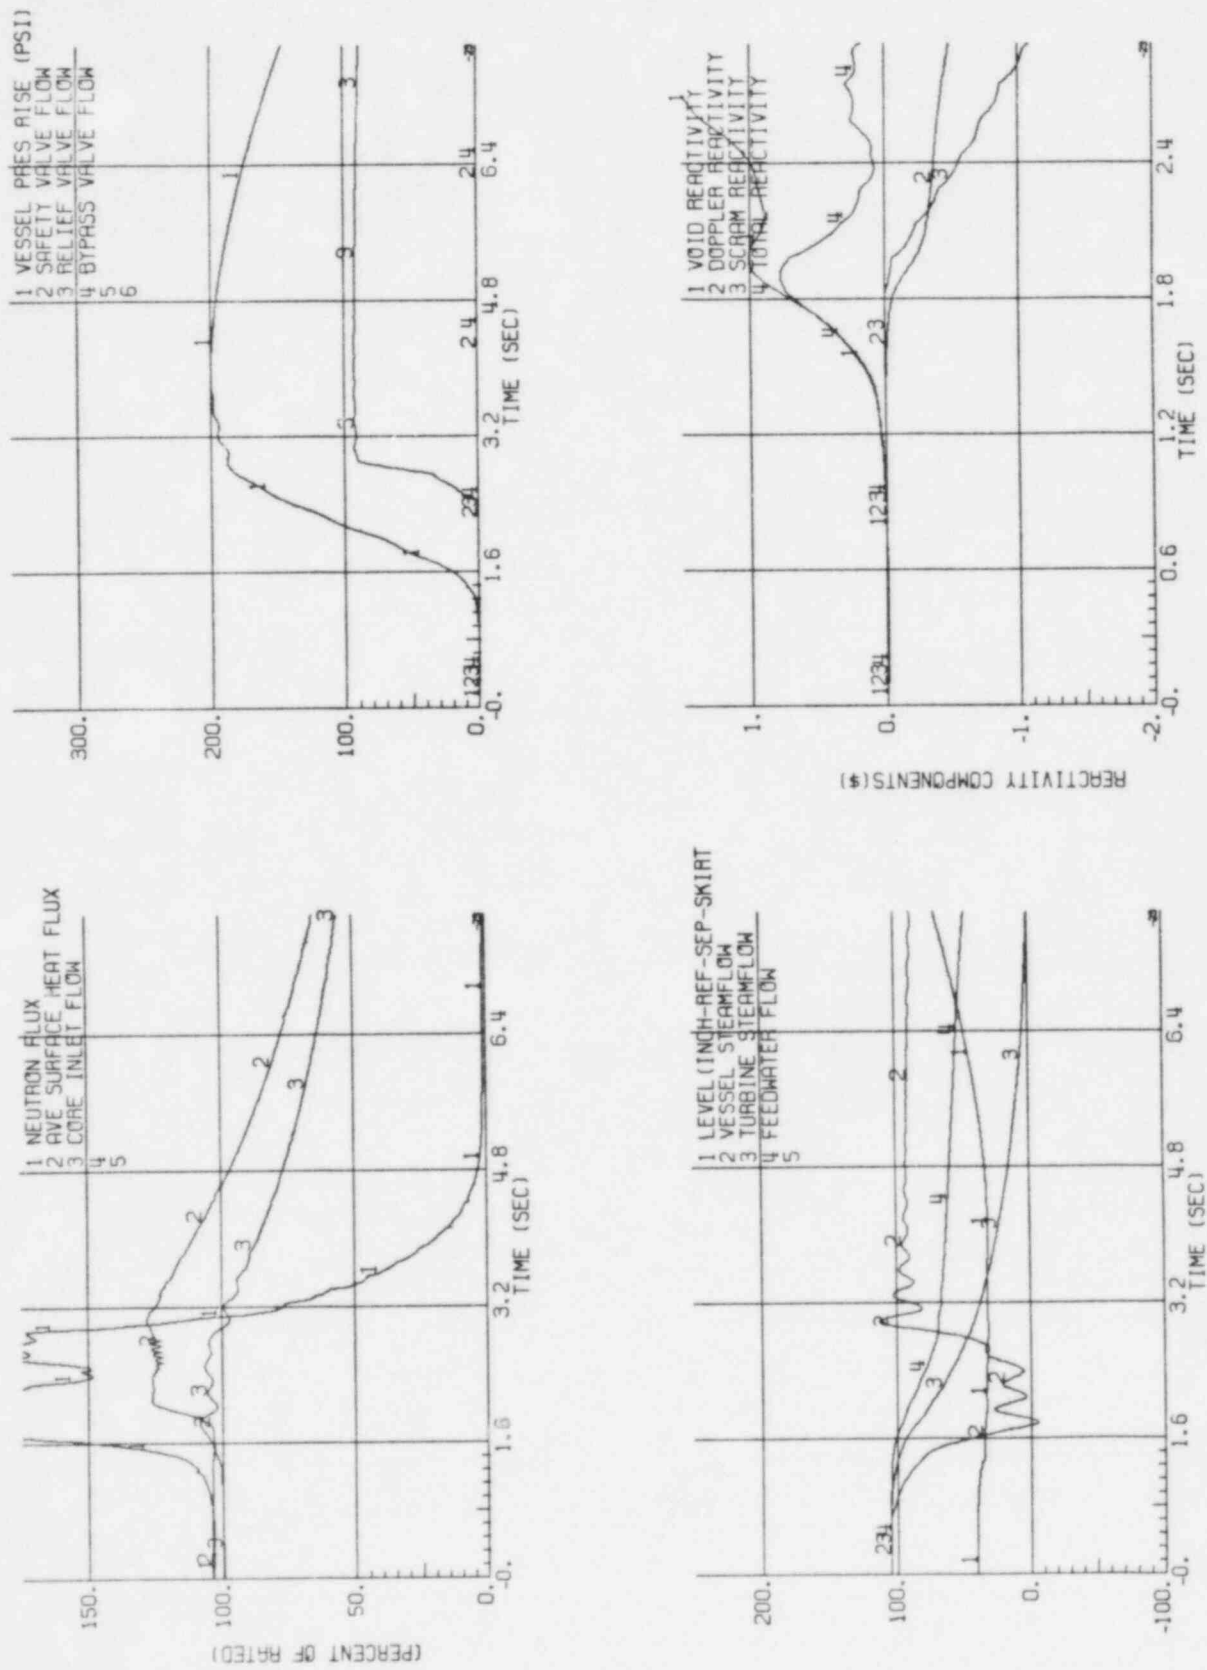 1 NEUTRON FLUX
2 AVE SURFACE HEAT FLUX
3 CORE INLET FLOW
4
5
150.
100.
50.
0.
-0.
1.6
3.2
4.8
6.4
TIME (SEC)
(PERCENT OF RATED)
1 VESSEL PRES RISE (PSI)
2 SAFETY VALVE FLOW
3 RELIEF VALVE FLOW
4 BYPASS VALVE FLOW
5
6
300.
200.
100.
0.
-0.
1.6
3.2
4.8
6.4
TIME (SEC)
1 LEVEL(INCH-REF-SEP-SKIRT
2 VESSEL STEAMFLOW
3 TURBINE STEAMFLOW
4 FEEDWATER FLOW
5
200.
100.
0.
-100.
-0.
1.6
3.2
4.8
6.4
TIME (SEC)
1 VOID REACTIVITY
2 DOPPLER REACTIVITY
3 SCRAM REACTIVITY
4 TOTAL REACTIVITY
1.
0.
-1.
-2.
-0.
0.6
1.2
1.8
2.4
TIME (SEC)
REACTIVITY COMPONENTS($)